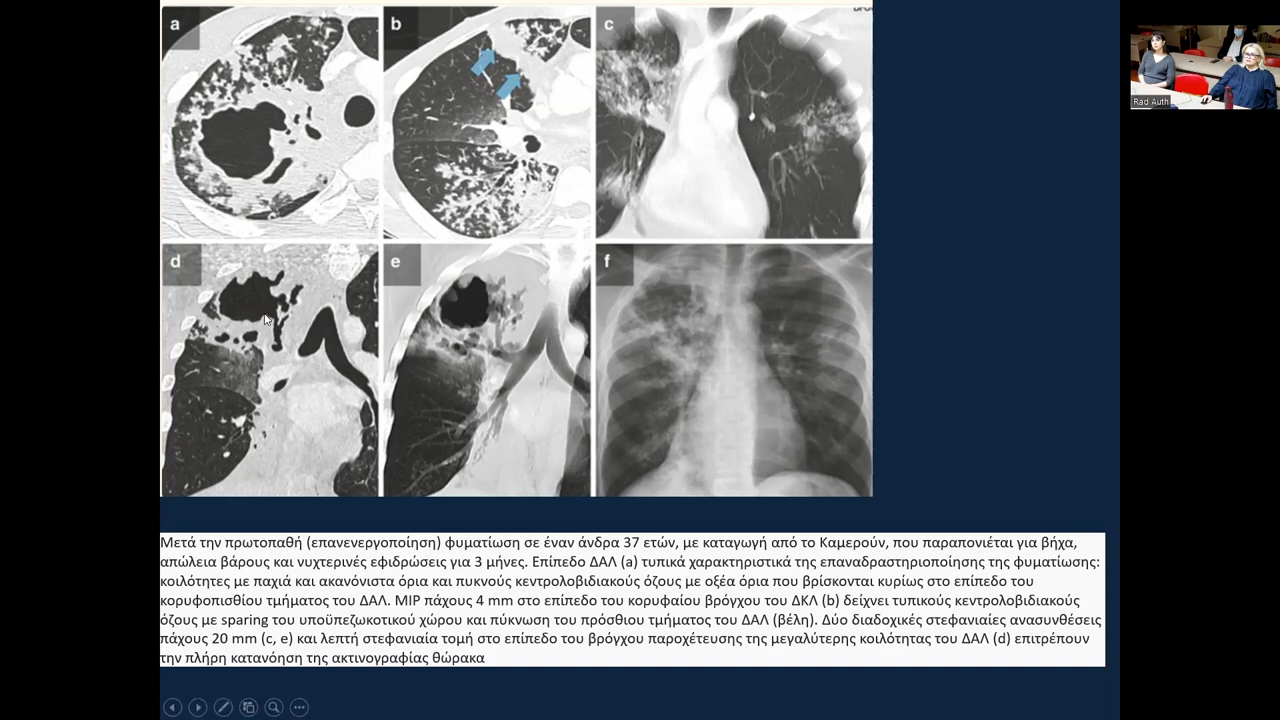 a
b
c
d
e
f
Rad Auth
Μετά την πρωτοπαθή (επανενεργοποίηση) φυματίωση σε έναν άνδρα 37 ετών, με καταγωγή από το Καμερούν, που παραπονιέται για βήχα,
απώλεια βάρους και νυχτερινές εφιδρώσεις για 3 μήνες. Επίπεδο ΔΑΛ (a) τυπικά χαρακτηριστικά της επαναδραστηριοποίησης της φυματίωσης:
κοιλότητες με παχιά και ακανόνιστα όρια και πυκνούς κεντρολοβιδιακούς όζους με οξέα όρια που βρίσκονται κυρίως στο επίπεδο του
κορυφοπισθίου τμήματος του ΔΑΛ. MIP πάχους 4 mm στο επίπεδο του κορυφαίου βρόγχου του ΔΚΛ (b) δείχνει τυπικούς κεντρολοβιδιακούς
όζους με sparing του υποϋπεζωκοτικού χώρου και πύκνωση του πρόσθιου τμήματος του ΔΑΛ (βέλη). Δύο διαδοχικές στεφανιαίες ανασυνθέσεις
πάχους 20 mm (c, e) και λεπτή στεφανιαία τομή στο επίπεδο του βρόγχου παροχέτευσης της μεγαλύτερης κοιλότητας του ΔΑΛ (d) επιτρέπουν
την πλήρη κατανόηση της ακτινογραφίας θώρακα